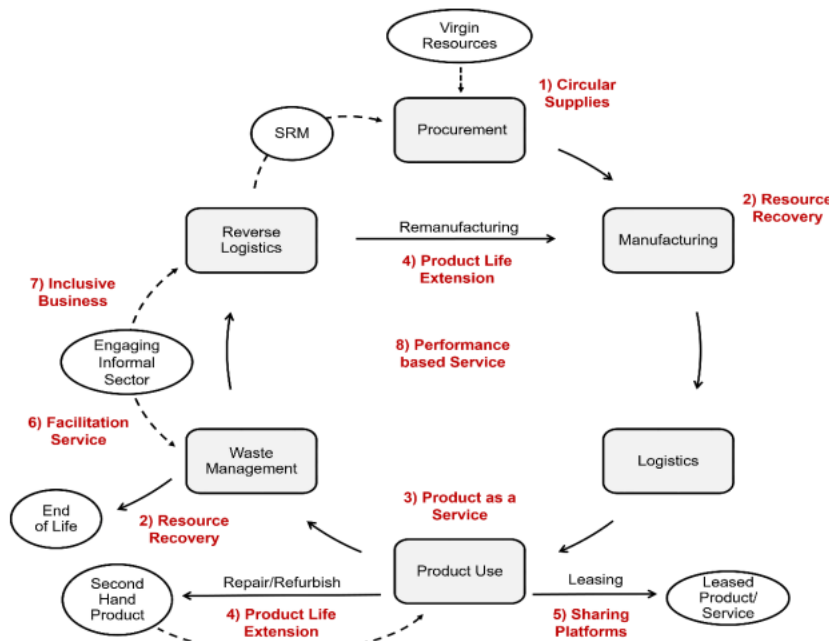 Virgin
Resources
1) Circular
Supplies
SRM
Procurement
2) Resource
Recovery
Reverse
Logistics
Remanufacturing
Manufacturing
4) Product Life
Extension
7) Inclusive
Business
8) Performance
based Service
Engaging
Informal
Sector
6) Facilitation
Service
Waste
Management
Logistics
3) Product as a
Service
End
of Life
2) Resource
Recovery
Product Use
Repair/Refurbish
Leasing
Second
Hand
Product
Leased
Product/
Service
4) Product Life
Extension
5) Sharing
Platforms